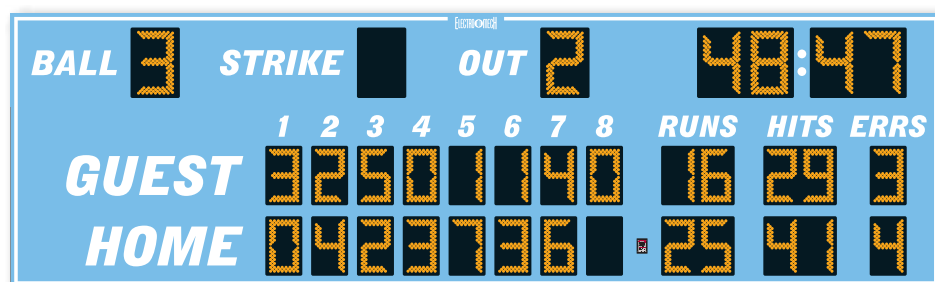 ELECTRO-MECH
BALL 3 STRIKE OUT 2 48:47
1 2 3 4 5 6 7 8 RUNS HITS ERRS
GUEST 3 2 5 0 1 1 4 0 16 29 3
HOME 0 4 2 3 7 3 6 25 41 4